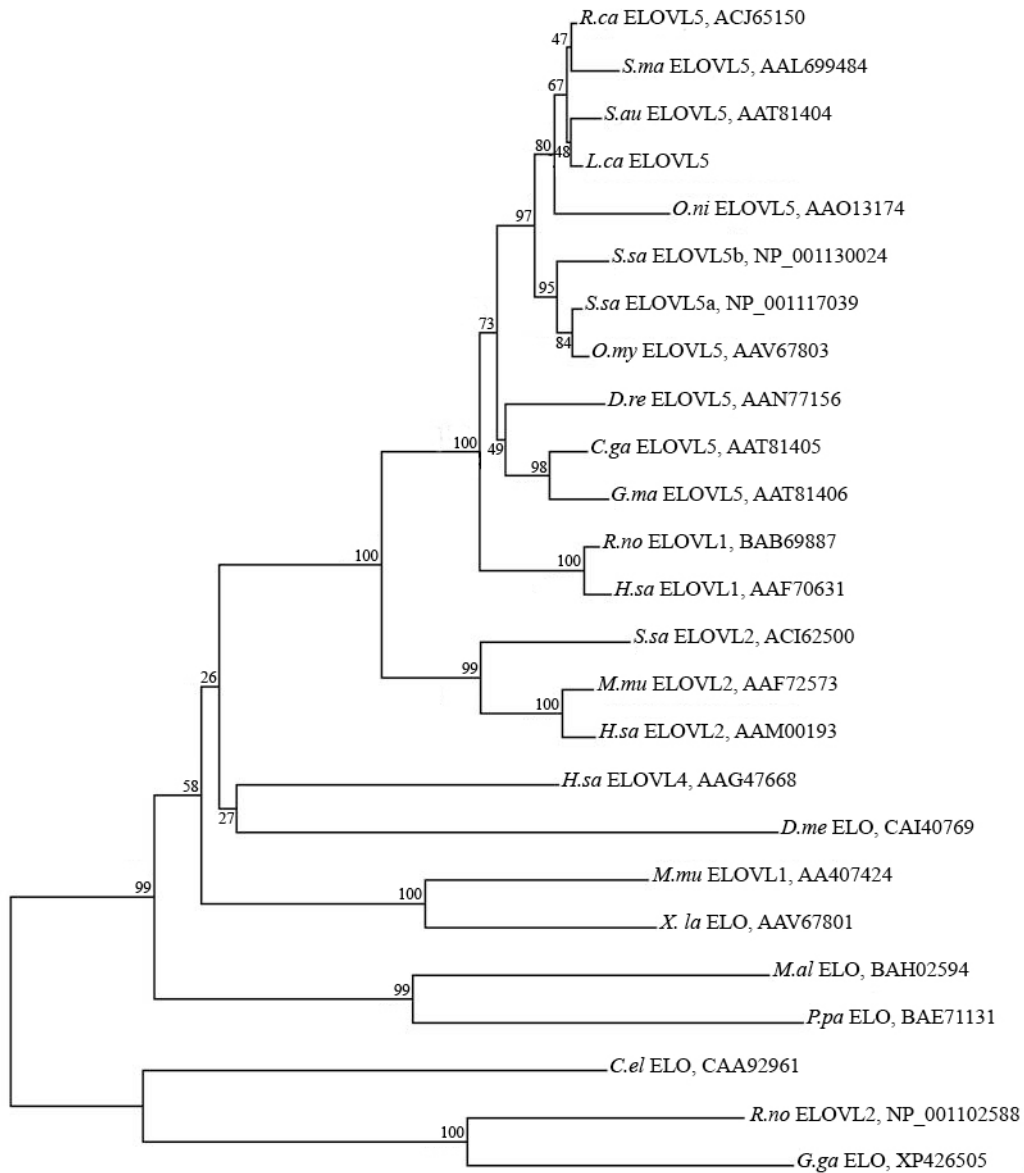 R.ca ELOVL5, ACJ65150
47
S.ma ELOVL5, AAL699484
67
S.au ELOVL5, AAT81404
80
48
L.ca ELOVL5
O.ni ELOVL5, AAO13174
97
S.sa ELOVL5b, NP_001130024
95
S.sa ELOVL5a, NP_001117039
73
84
O.my ELOVL5, AAV67803
D.re ELOVL5, AAN77156
100
49
C.ga ELOVL5, AAT81405
98
G.ma ELOVL5, AAT81406
R.no ELOVL1, BAB69887
100
100
H.sa ELOVL1, AAF70631
S.sa ELOVL2, ACI62500
99
26
M.mu ELOVL2, AAF72573
100
H.sa ELOVL2, AAM00193
58
H.sa ELOVL4, AAG47668
27
D.me ELO, CAI40769
M.mu ELOVL1, AA407424
99
100
X. la ELO, AAV67801
M.al ELO, BAH02594
99
P.pa ELO, BAE71131
C.el ELO, CAA92961
R.no ELOVL2, NP_001102588
100
G.ga ELO, XP426505